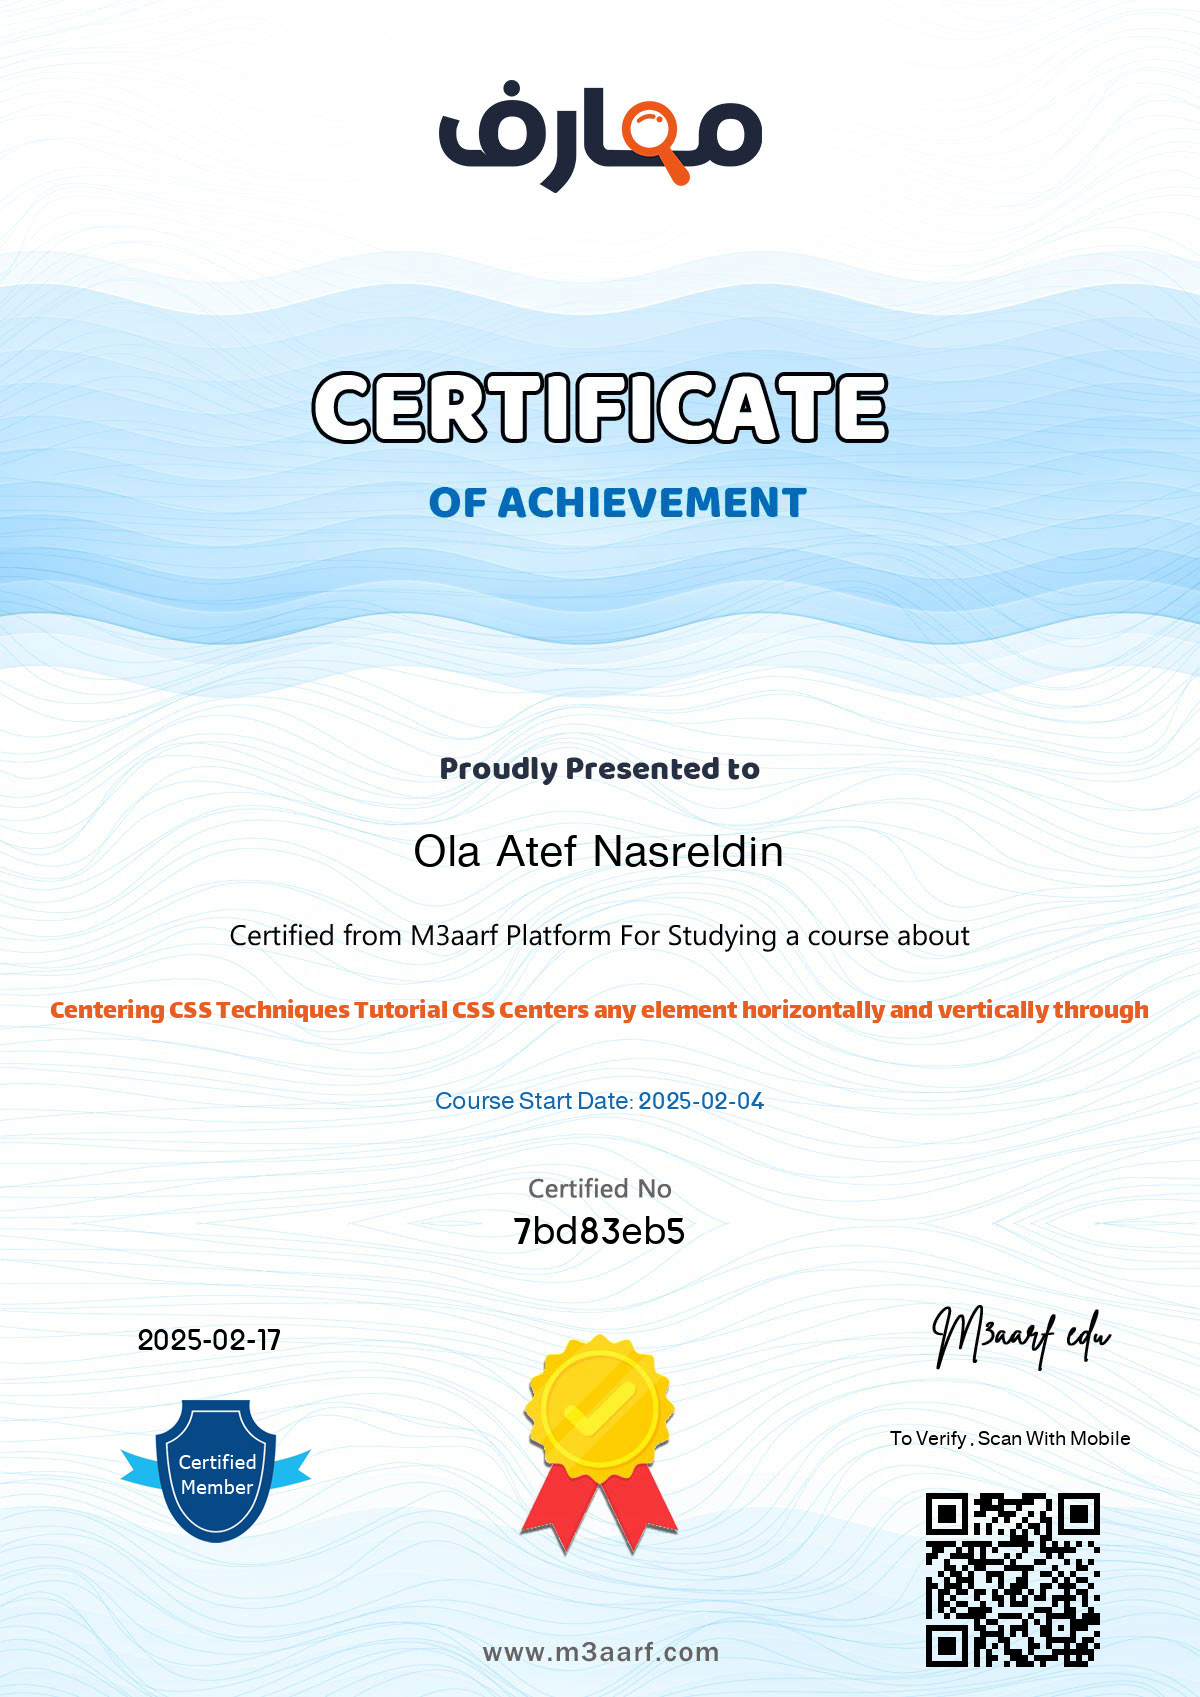 معارف
CERTIFICATE
OF ACHIEVEMENT
Proudly Presented to
Ola Atef Nasreldin
Certified from M3aarf Platform For Studying a course about
Centering CSS Techniques Tutorial CSS Centers any element horizontally and vertically through
Course Start Date: 2025-02-04
Certified No
7bd83eb5
2025-02-17
M3aarf edu
Certified
Member
To Verify , Scan With Mobile
www.m3aarf.com